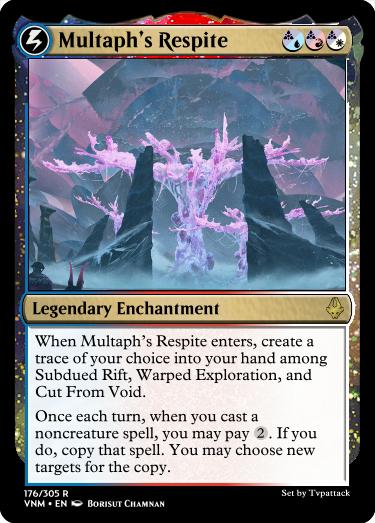 Multaph's Respite
Legendary Enchantment
When Multaph's Respite enters, create a
trace of your choice into your hand among
Subdued Rift, Warped Exploration, and
Cut From Void.
Once each turn, when you cast a
noncreature spell, you may pay 2. If you
do, copy that spell. You may choose new
targets for the copy.
176/305 R
VNM • EN Borisut Chamnan
Set by Tvpattack